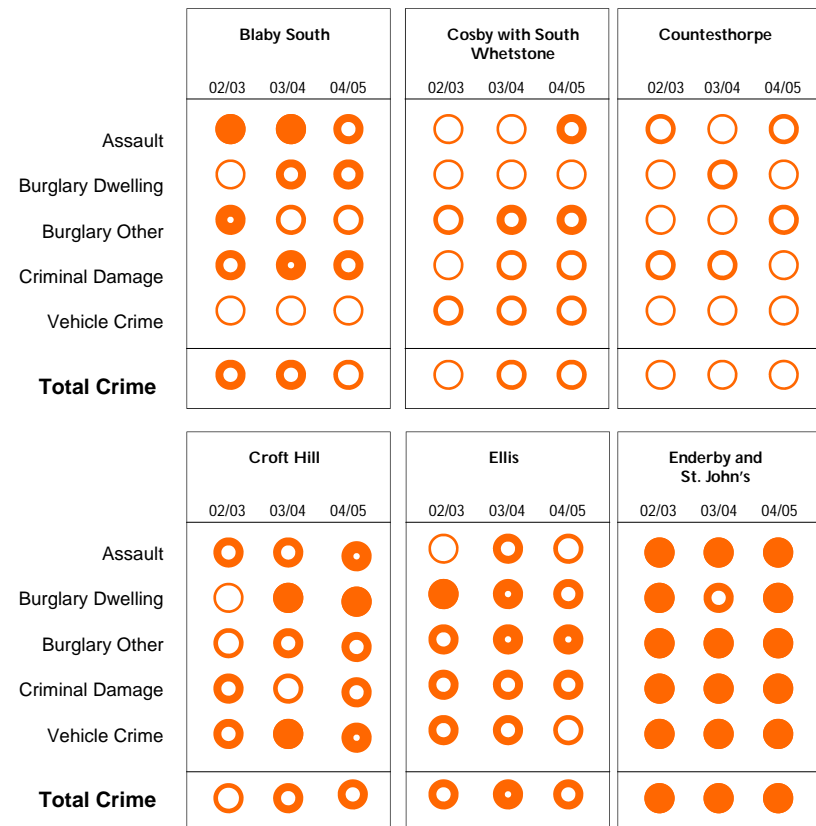 Blaby South
Cosby with South
Whetstone
Countesthorpe
02/03 03/04 04/05
02/03 03/04 04/05
02/03 03/04 04/05
Assault
Burglary Dwelling
Burglary Other
Criminal Damage
Vehicle Crime
Total Crime
Croft Hill
Ellis
Enderby and
St. John's
02/03 03/04 04/05
02/03 03/04 04/05
02/03 03/04 04/05
Assault
Burglary Dwelling
Burglary Other
Criminal Damage
Vehicle Crime
Total Crime